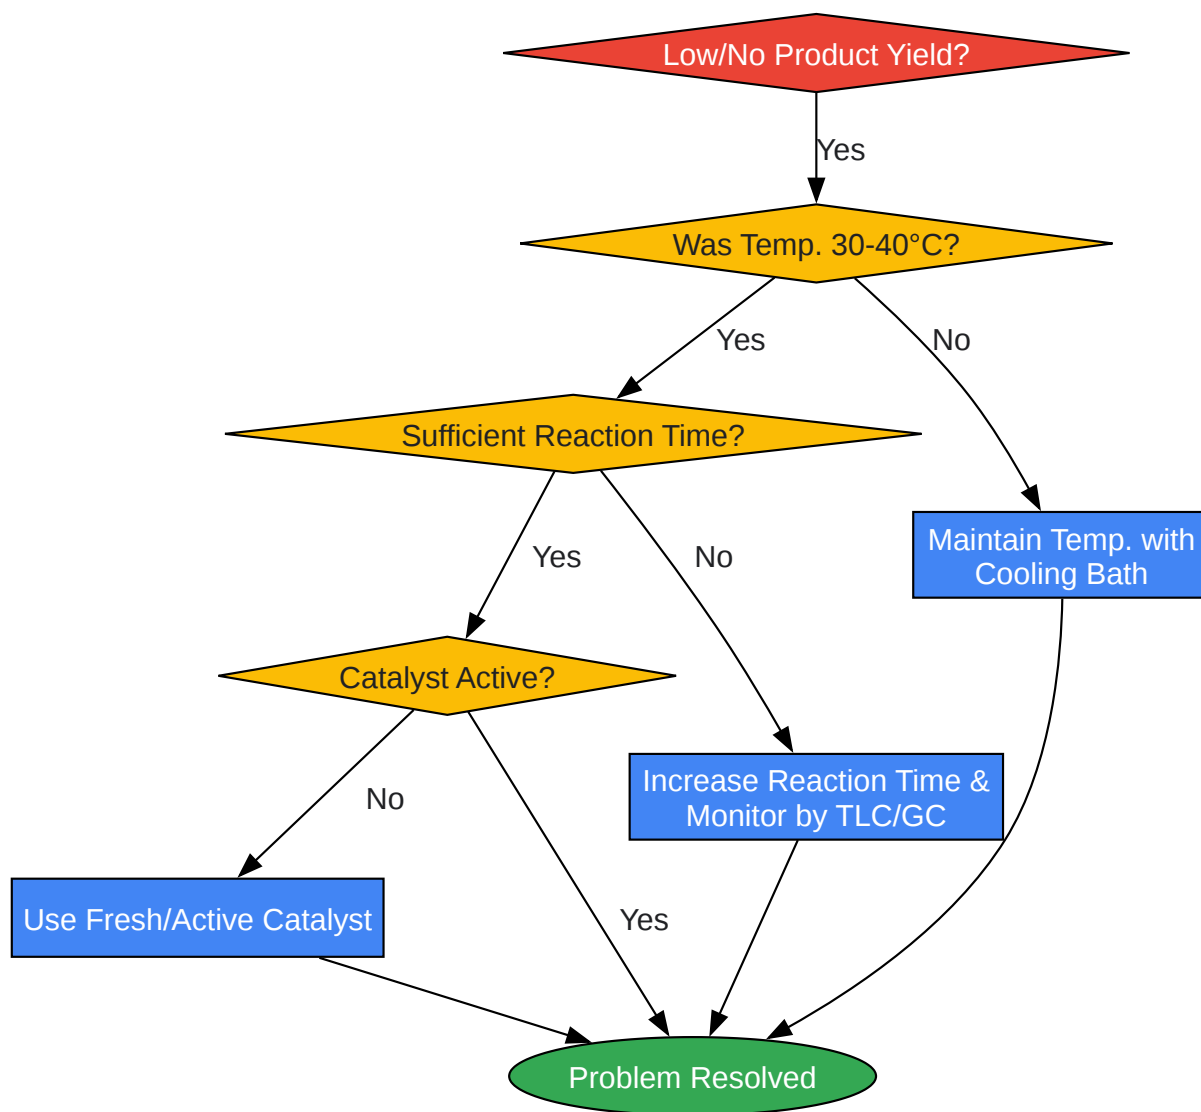 Low/No Product Yield?
Yes
Was Temp. 30-40°C?
Yes
No
Sufficient Reaction Time?
Yes
No
Maintain Temp. with
Cooling Bath
Catalyst Active?
No
Increase Reaction Time &
Monitor by TLC/GC
Use Fresh/Active Catalyst
Yes
Problem Resolved